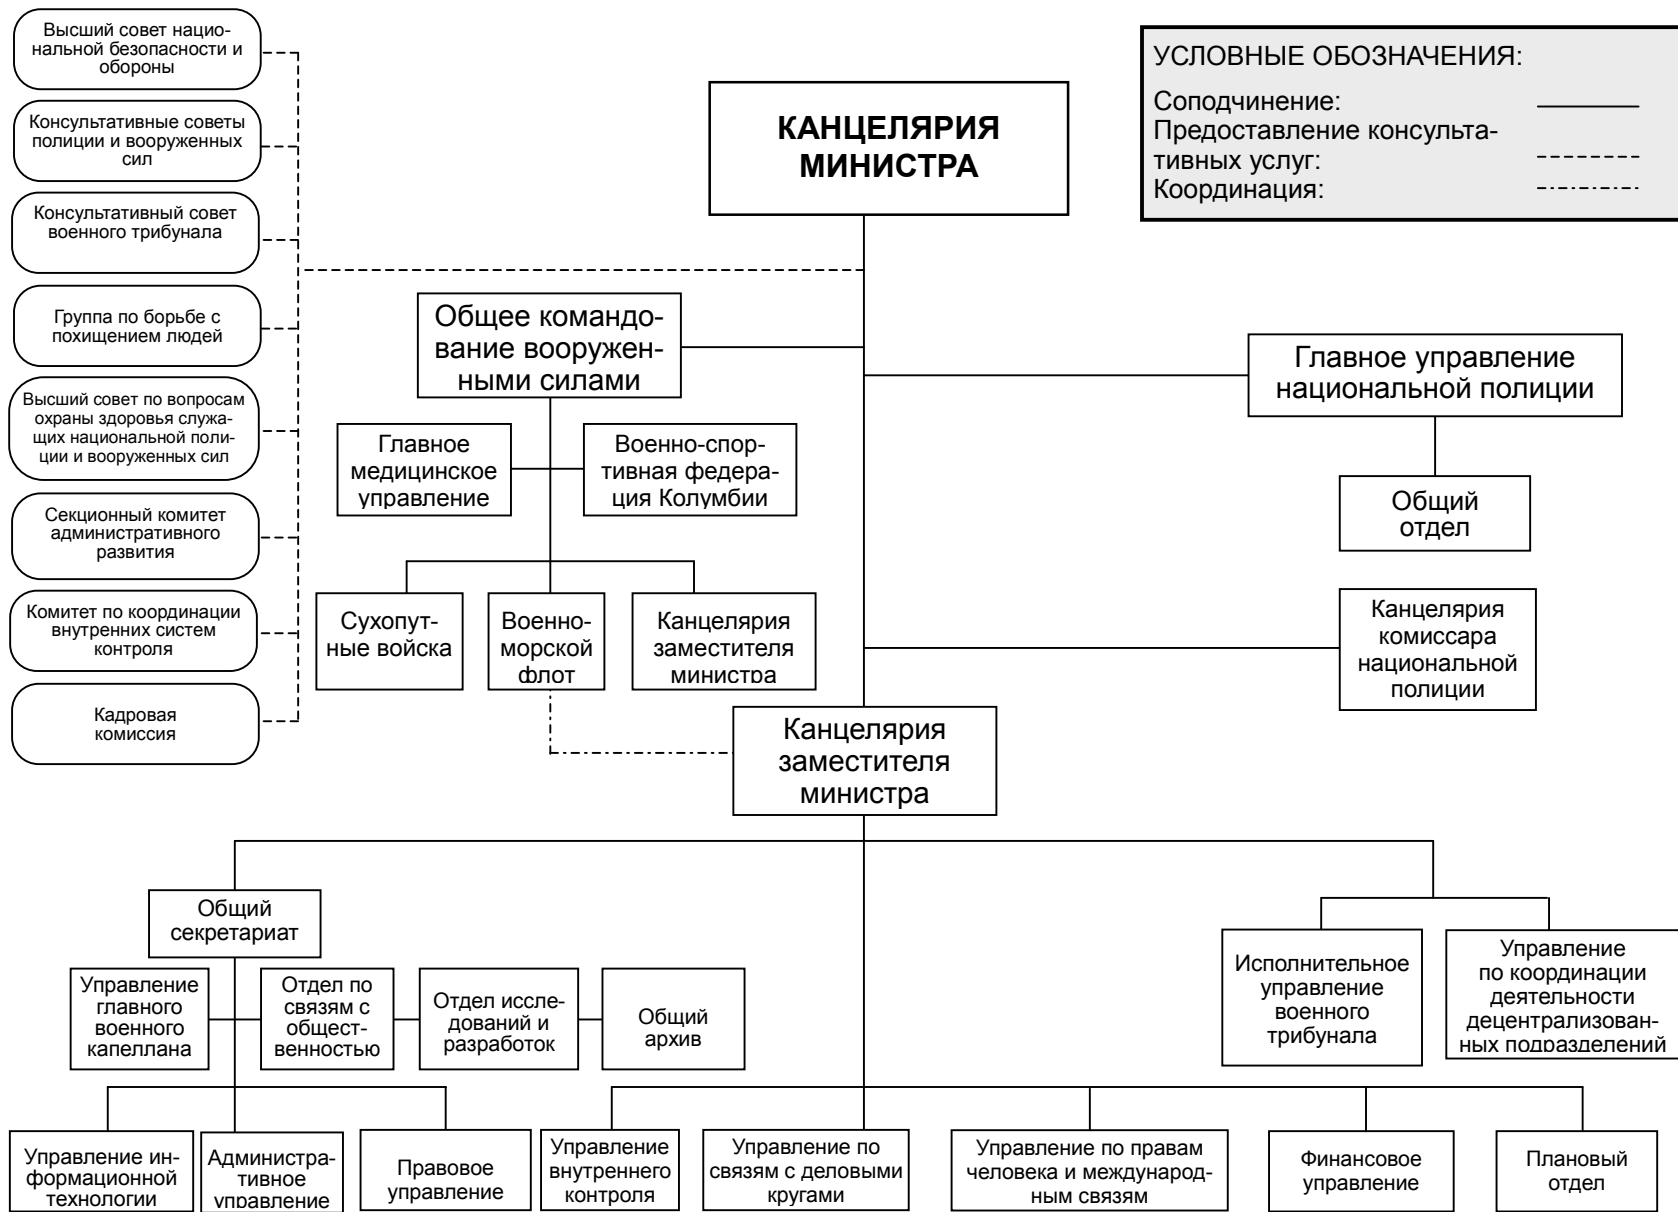 Высший совет нацио-
нальной безопасности и
обороны
Консультативные советы
полиции и вооруженных
сил
Консультативный совет
военного трибунала
Группа по борьбе с
похищением людей
Высший совет по вопросам
охраны здоровья служа-
щих национальной поли-
ции и вооруженных сил
Секционный комитет
административного
развития
Комитет по координации
внутренних систем
контроля
Кадровая
комиссия
КАНЦЕЛЯРИЯ
МИНИСТРА
УСЛОВНЫЕ ОБОЗНАЧЕНИЯ:
Соподчинение:
Предоставление консульта-
тивных услуг:
Координация:
Общее командо-
вание вооружен-
ными силами
Главное управление
национальной полиции
Главное
медицинское
управление
Военно-спор-
тивная федера-
ция Колумбии
Общий
отдел
Сухопут-
ные войска
Военно-
морской
флот
Канцелярия
заместителя
министра
Канцелярия
комиссара
национальной
полиции
Канцелярия
заместителя
министра
Общий
секретариат
Управление
главного
военного
капеллана
Отдел по
связям с
общест-
венностью
Отдел иссле-
дований и
разработок
Общий
архив
Исполнительное
управление
военного
трибунала
Управление
по координации
деятельности
децентрализован-
ных подразделений
Управление ин-
формационной
технологии
Администра-
тивное
управление
Правовое
управление
Управление
внутреннего
контроля
Управление по
связям с деловыми
кругами
Управление по правам
человека и международ-
ным связям
Финансовое
управление
Плановый
отдел